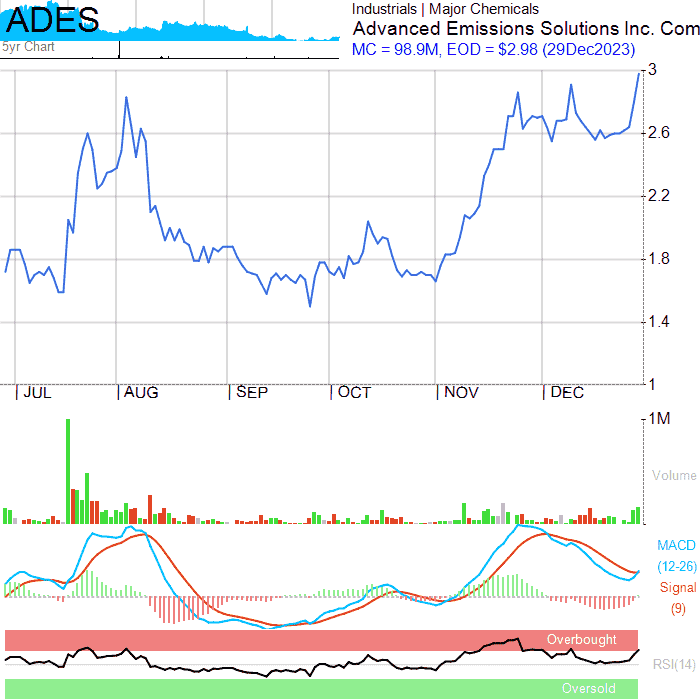 ADES
5yr Chart
Industrials | Major Chemicals
Advanced Emissions Solutions Inc. Com
MC = 98.9M, EOD = $2.98 (29Dec2023)
3
2.6
2.2
1.8
1.4
1
JUL AUG SEP OCT NOV DEC
1M
Volume
MACD
(12-26)
Signal
(9)
Overbought
RSI(14)
Oversold